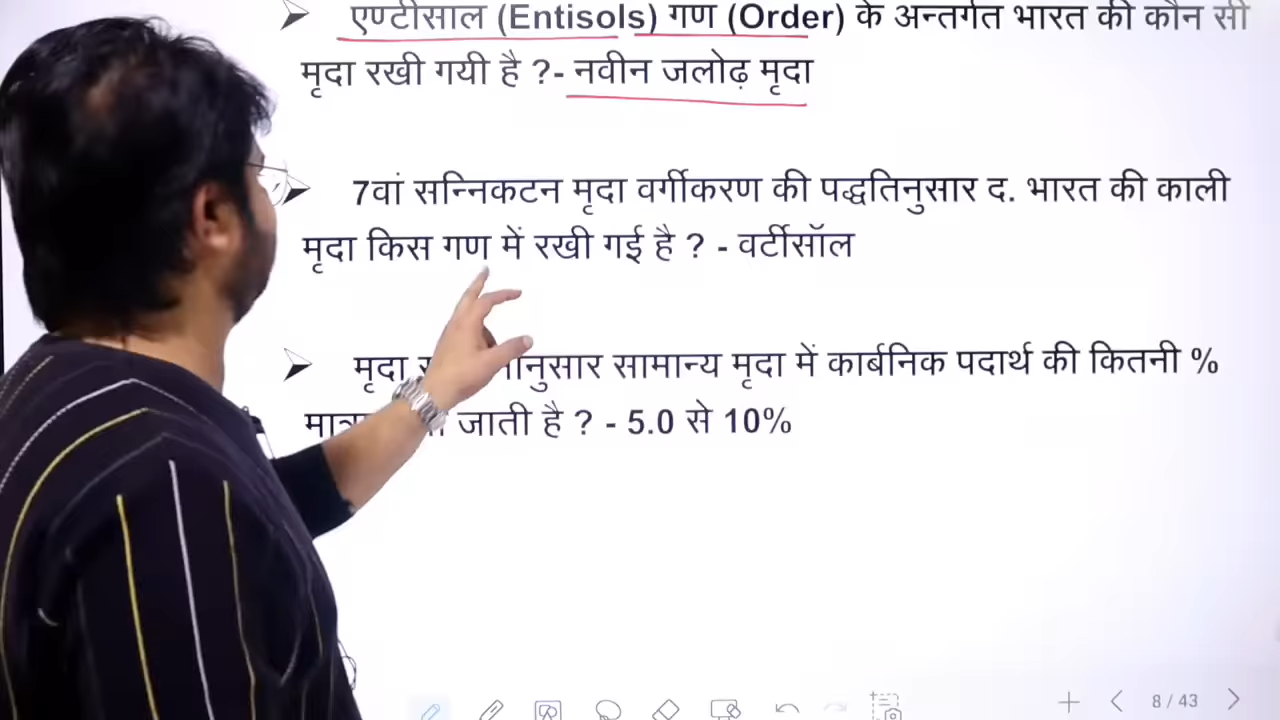 एण्टीसाल (Entisols) गण (Order) के अन्तर्गत भारत की कौन सी
मृदा रखी गयी है ?- नवीन जलोढ़ मृदा
7वां सन्निकटन मृदा वर्गीकरण की पद्धतिनुसार द. भारत की काली
मृदा किस गण में रखी गई है ? - वर्टीसॉल
मृदा सामान्य मृदा में कार्बनिक पदार्थ की कितनी %
जाती है ? - 5.0 से 10%
8 / 43